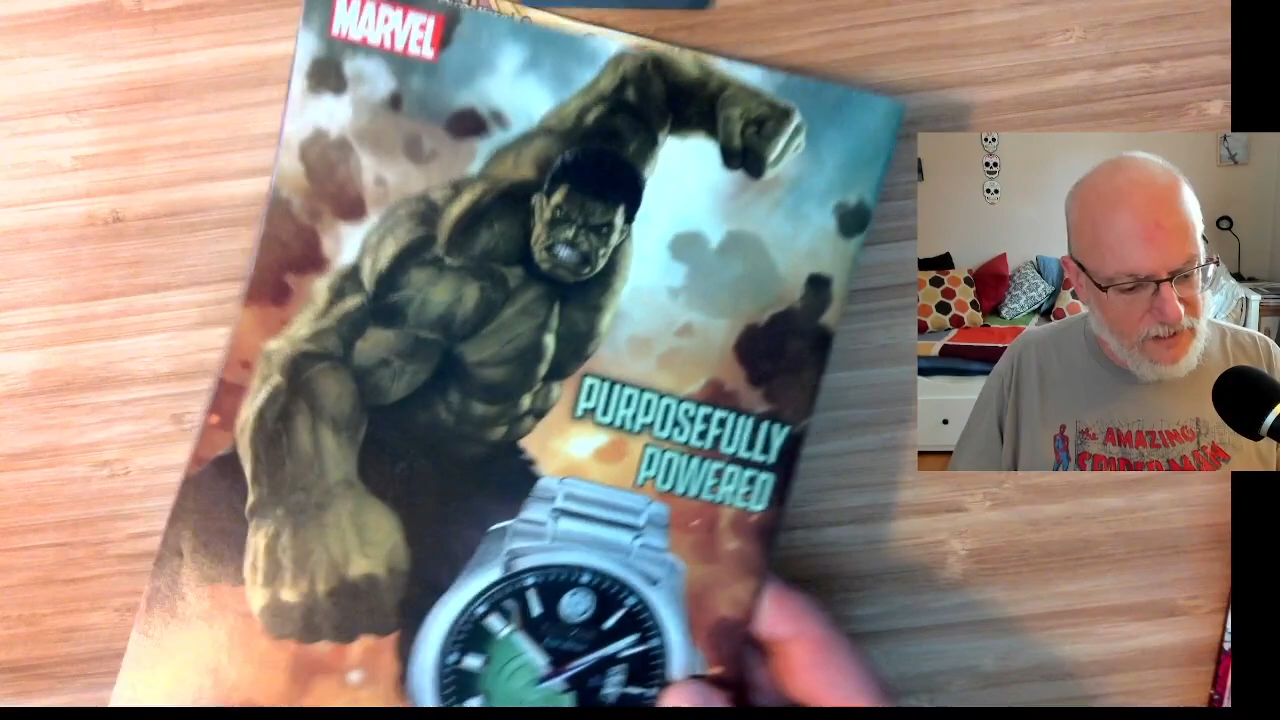 MARVEL
PURPOSEFULLY
POWERED
the AMAZING
SPIDER-MAN